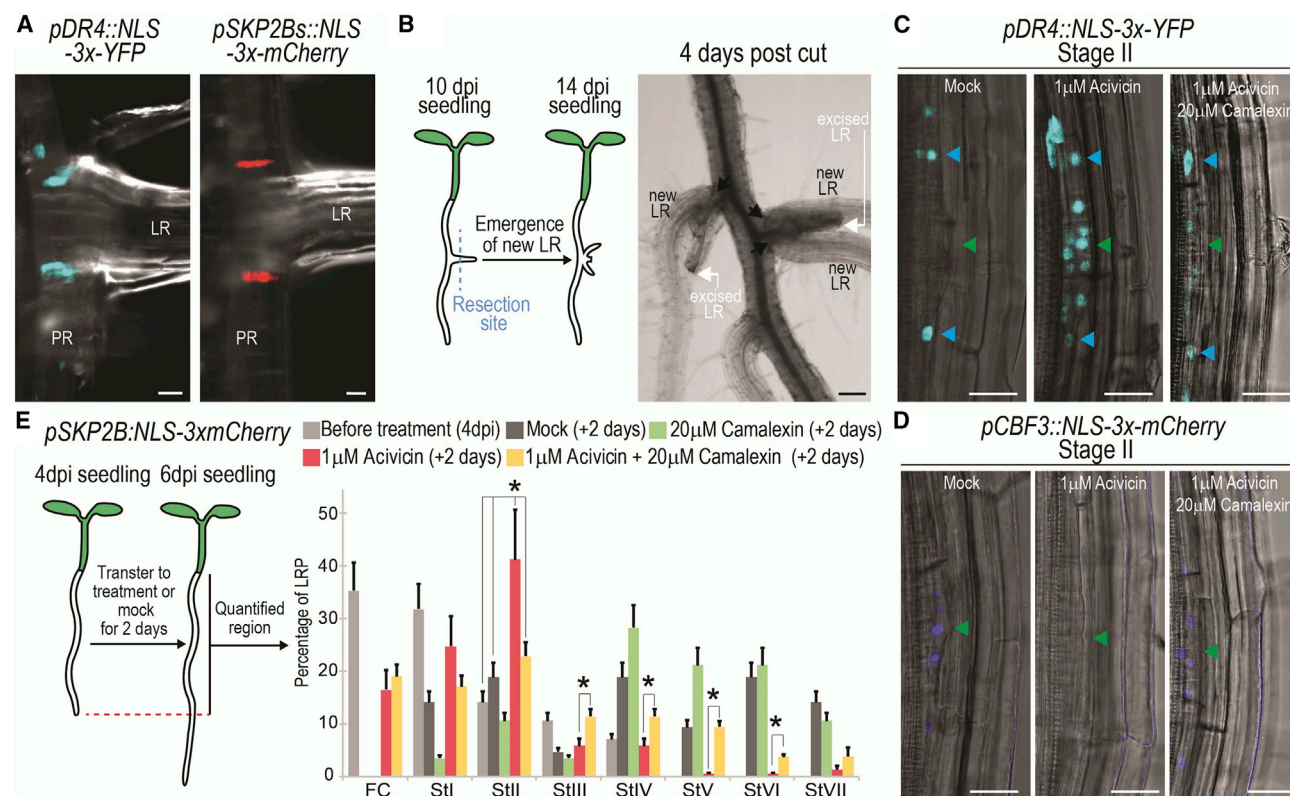 A
pDR4::NLS
-3x-YFP
pSKP2Bs::NLS
-3x-mCherry
LR
PR
LR
PR
B
10 dpi
seedling
14 dpi
seedling
Emergence
of new LR
Resection
site
4 days post cut
excised
LR
new
LR
new
LR
new
LR
excised
LR
C
pDR4::NLS-3x-YFP
Stage II
Mock
1μM Acivicin
1μM Acivicin
20μM Camalexin
D
pCBF3::NLS-3x-mCherry
Stage II
Mock
1μM Acivicin
1μM Acivicin
20μM Camalexin
E
pSKP2B:NLS-3xmCherry
4dpi seedling
6dpi seedling
Transter to
treatment or
mock
for 2 days
Quantified
region
Before treatment (4dpi)
Mock (+2 days)
20μM Camalexin (+2 days)
1μM Acivicin (+2 days)
1μM Acivicin + 20μM Camalexin (+2 days)
Percentage of LRP
50
40
30
20
10
0
*
*
*
*
*
FC
StI
StII
StIII
StIV
StV
StVI
StVII